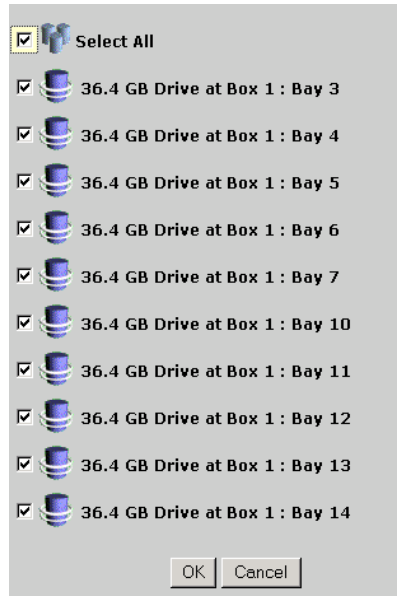 Select All
36.4 GB Drive at Box 1 : Bay 3
36.4 GB Drive at Box 1 : Bay 4
36.4 GB Drive at Box 1 : Bay 5
36.4 GB Drive at Box 1 : Bay 6
36.4 GB Drive at Box 1 : Bay 7
36.4 GB Drive at Box 1 : Bay 10
36.4 GB Drive at Box 1 : Bay 11
36.4 GB Drive at Box 1 : Bay 12
36.4 GB Drive at Box 1 : Bay 13
36.4 GB Drive at Box 1 : Bay 14
OK Cancel